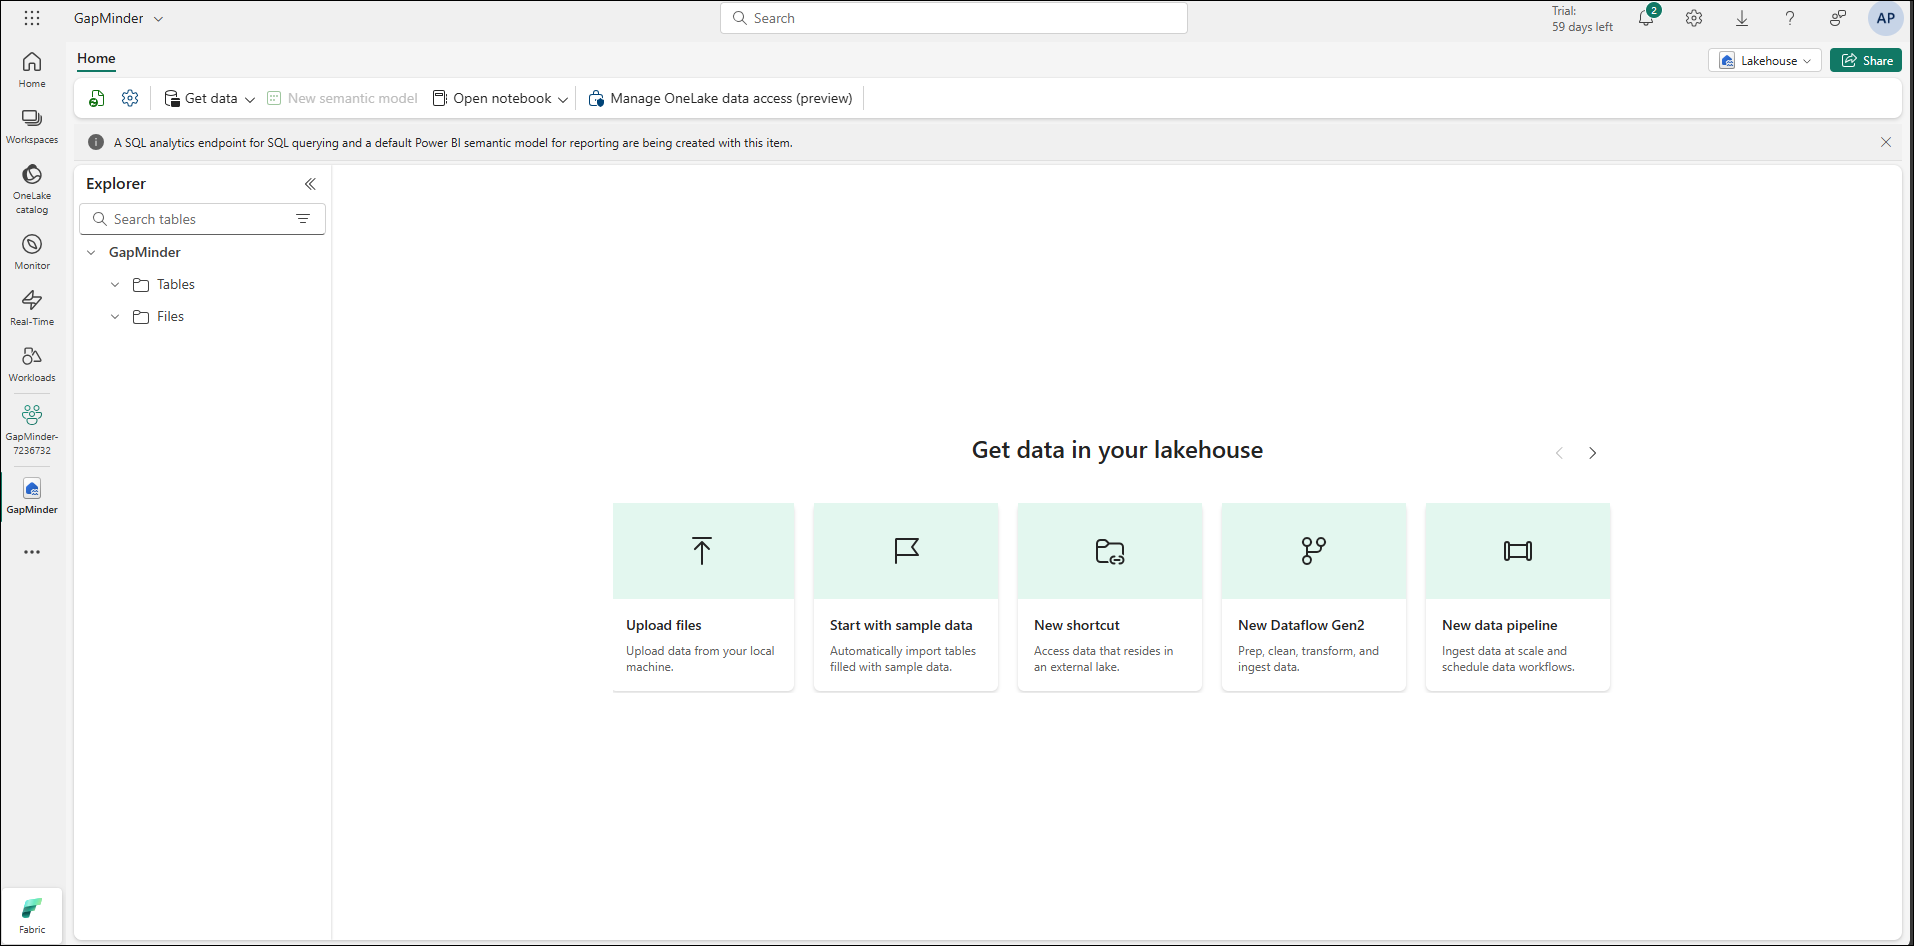 GapMinder
Search
Trial:
59 days left
2
AP
Home
Lakehouse
Share
Get data
New semantic model
Open notebook
Manage OneLake data access (preview)
A SQL analytics endpoint for SQL querying and a default Power BI semantic model for reporting are being created with this item.
Home
Workspaces
OneLake
catalog
Monitor
Real-Time
Workloads
GapMinder-
7236732
GapMinder
Fabric
Explorer
Search tables
GapMinder
Tables
Files
Get data in your lakehouse
Upload files
Upload data from your local
machine.
Start with sample data
Automatically import tables
filled with sample data.
New shortcut
Access data that resides in
an external lake.
New Dataflow Gen2
Prep, clean, transform, and
ingest data.
New data pipeline
Ingest data at scale and
schedule data workflows.